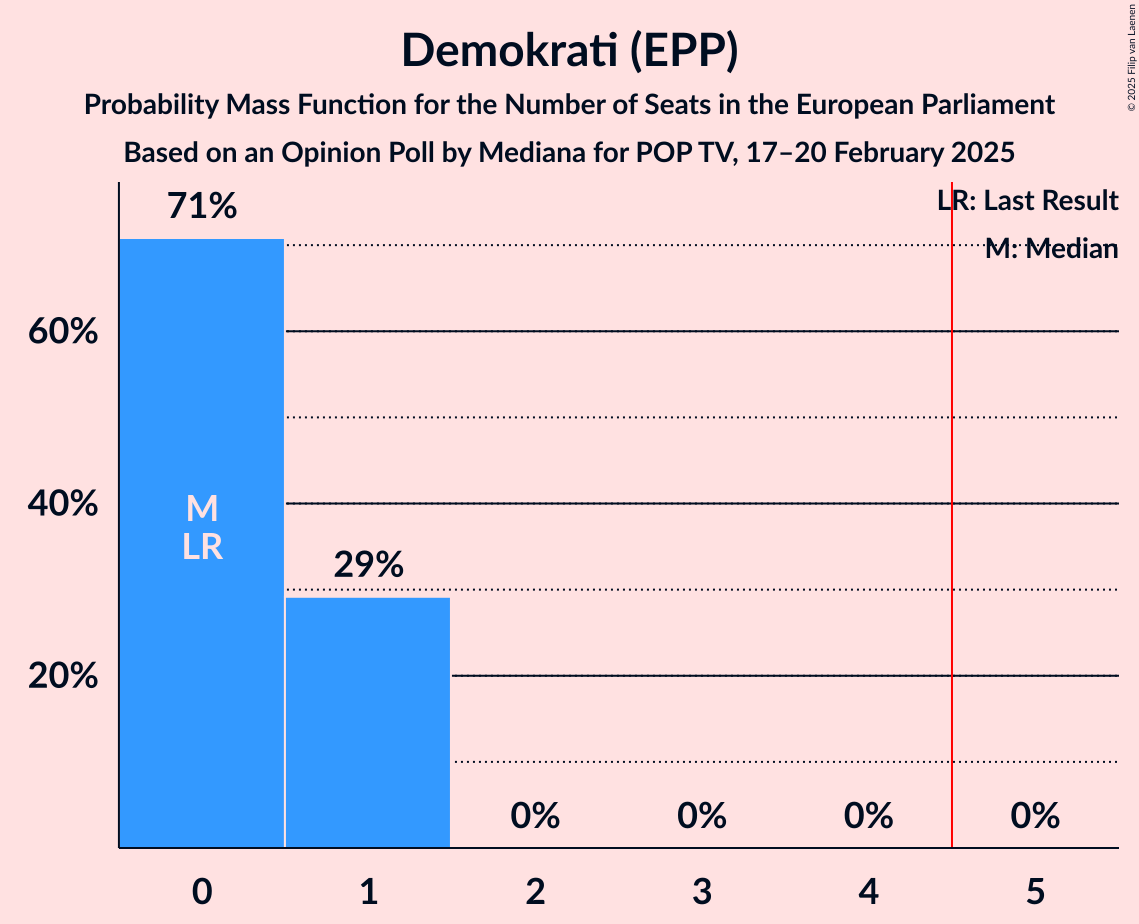 Demokrati (EPP)
Probability Mass Function for the Number of Seats in the European Parliament
Based on an Opinion Poll by Mediana for POP TV, 17–20 February 2025
© 2025 Filip van Laenen
LR: Last Result
M: Median
71%
60%
40%
20%
M
LR
29%
0%
0%
0%
0%
0
1
2
3
4
5